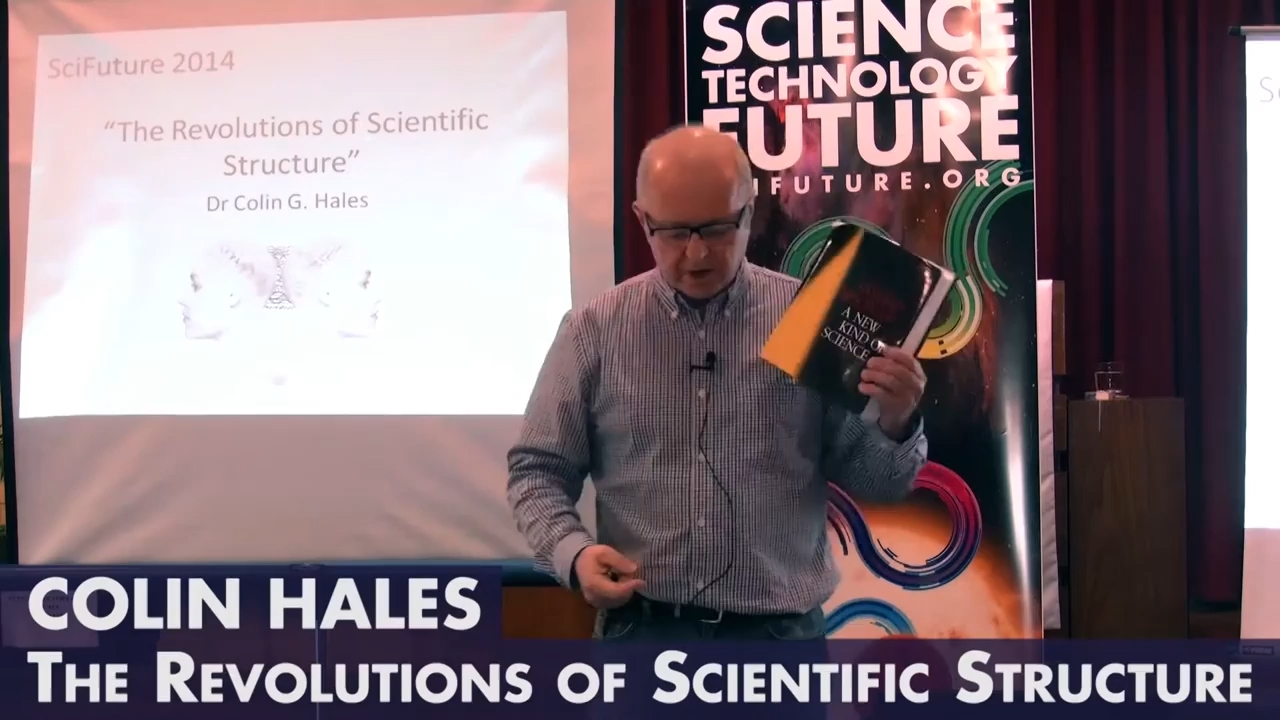 SciFuture 2014
“The Revolutions of Scientific
Structure”
Dr Colin G. Hales
SCIENCE
TECHNOLOGY
FUTURE
IFUTURE.ORG
A NEW
KIND OF
SCIENCE
COLIN HALES
THE REVOLUTIONS OF SCIENTIFIC STRUCTURE